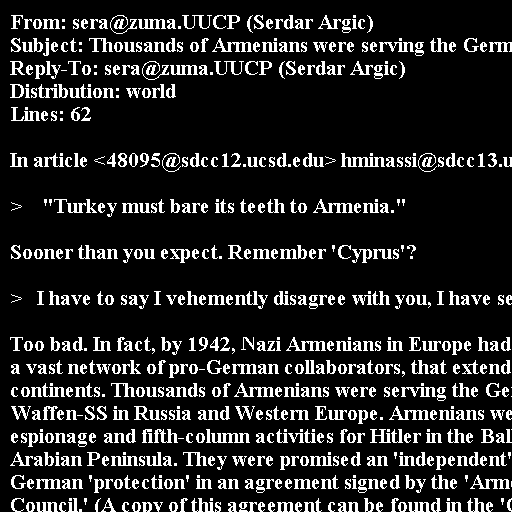 From: sera@zuma.UUCP (Serdar Argic)
Subject: Thousands of Armenians were serving the Germ
Reply-To: sera@zuma.UUCP (Serdar Argic)
Distribution: world
Lines: 62
In article <48095@sdcc12.ucsd.edu> hminassi@sdcc13.u
> "Turkey must bare its teeth to Armenia."
Sooner than you expect. Remember 'Cyprus'?
> I have to say I vehemently disagree with you, I have se
Too bad. In fact, by 1942, Nazi Armenians in Europe had
a vast network of pro-German collaborators, that extend
continents. Thousands of Armenians were serving the Ge
Waffen-SS in Russia and Western Europe. Armenians we
espionage and fifth-column activities for Hitler in the Bal
Arabian Peninsula. They were promised an 'independent'
German 'protection' in an agreement signed by the 'Arm
Council.' (A copy of this agreement can be found in the 'C